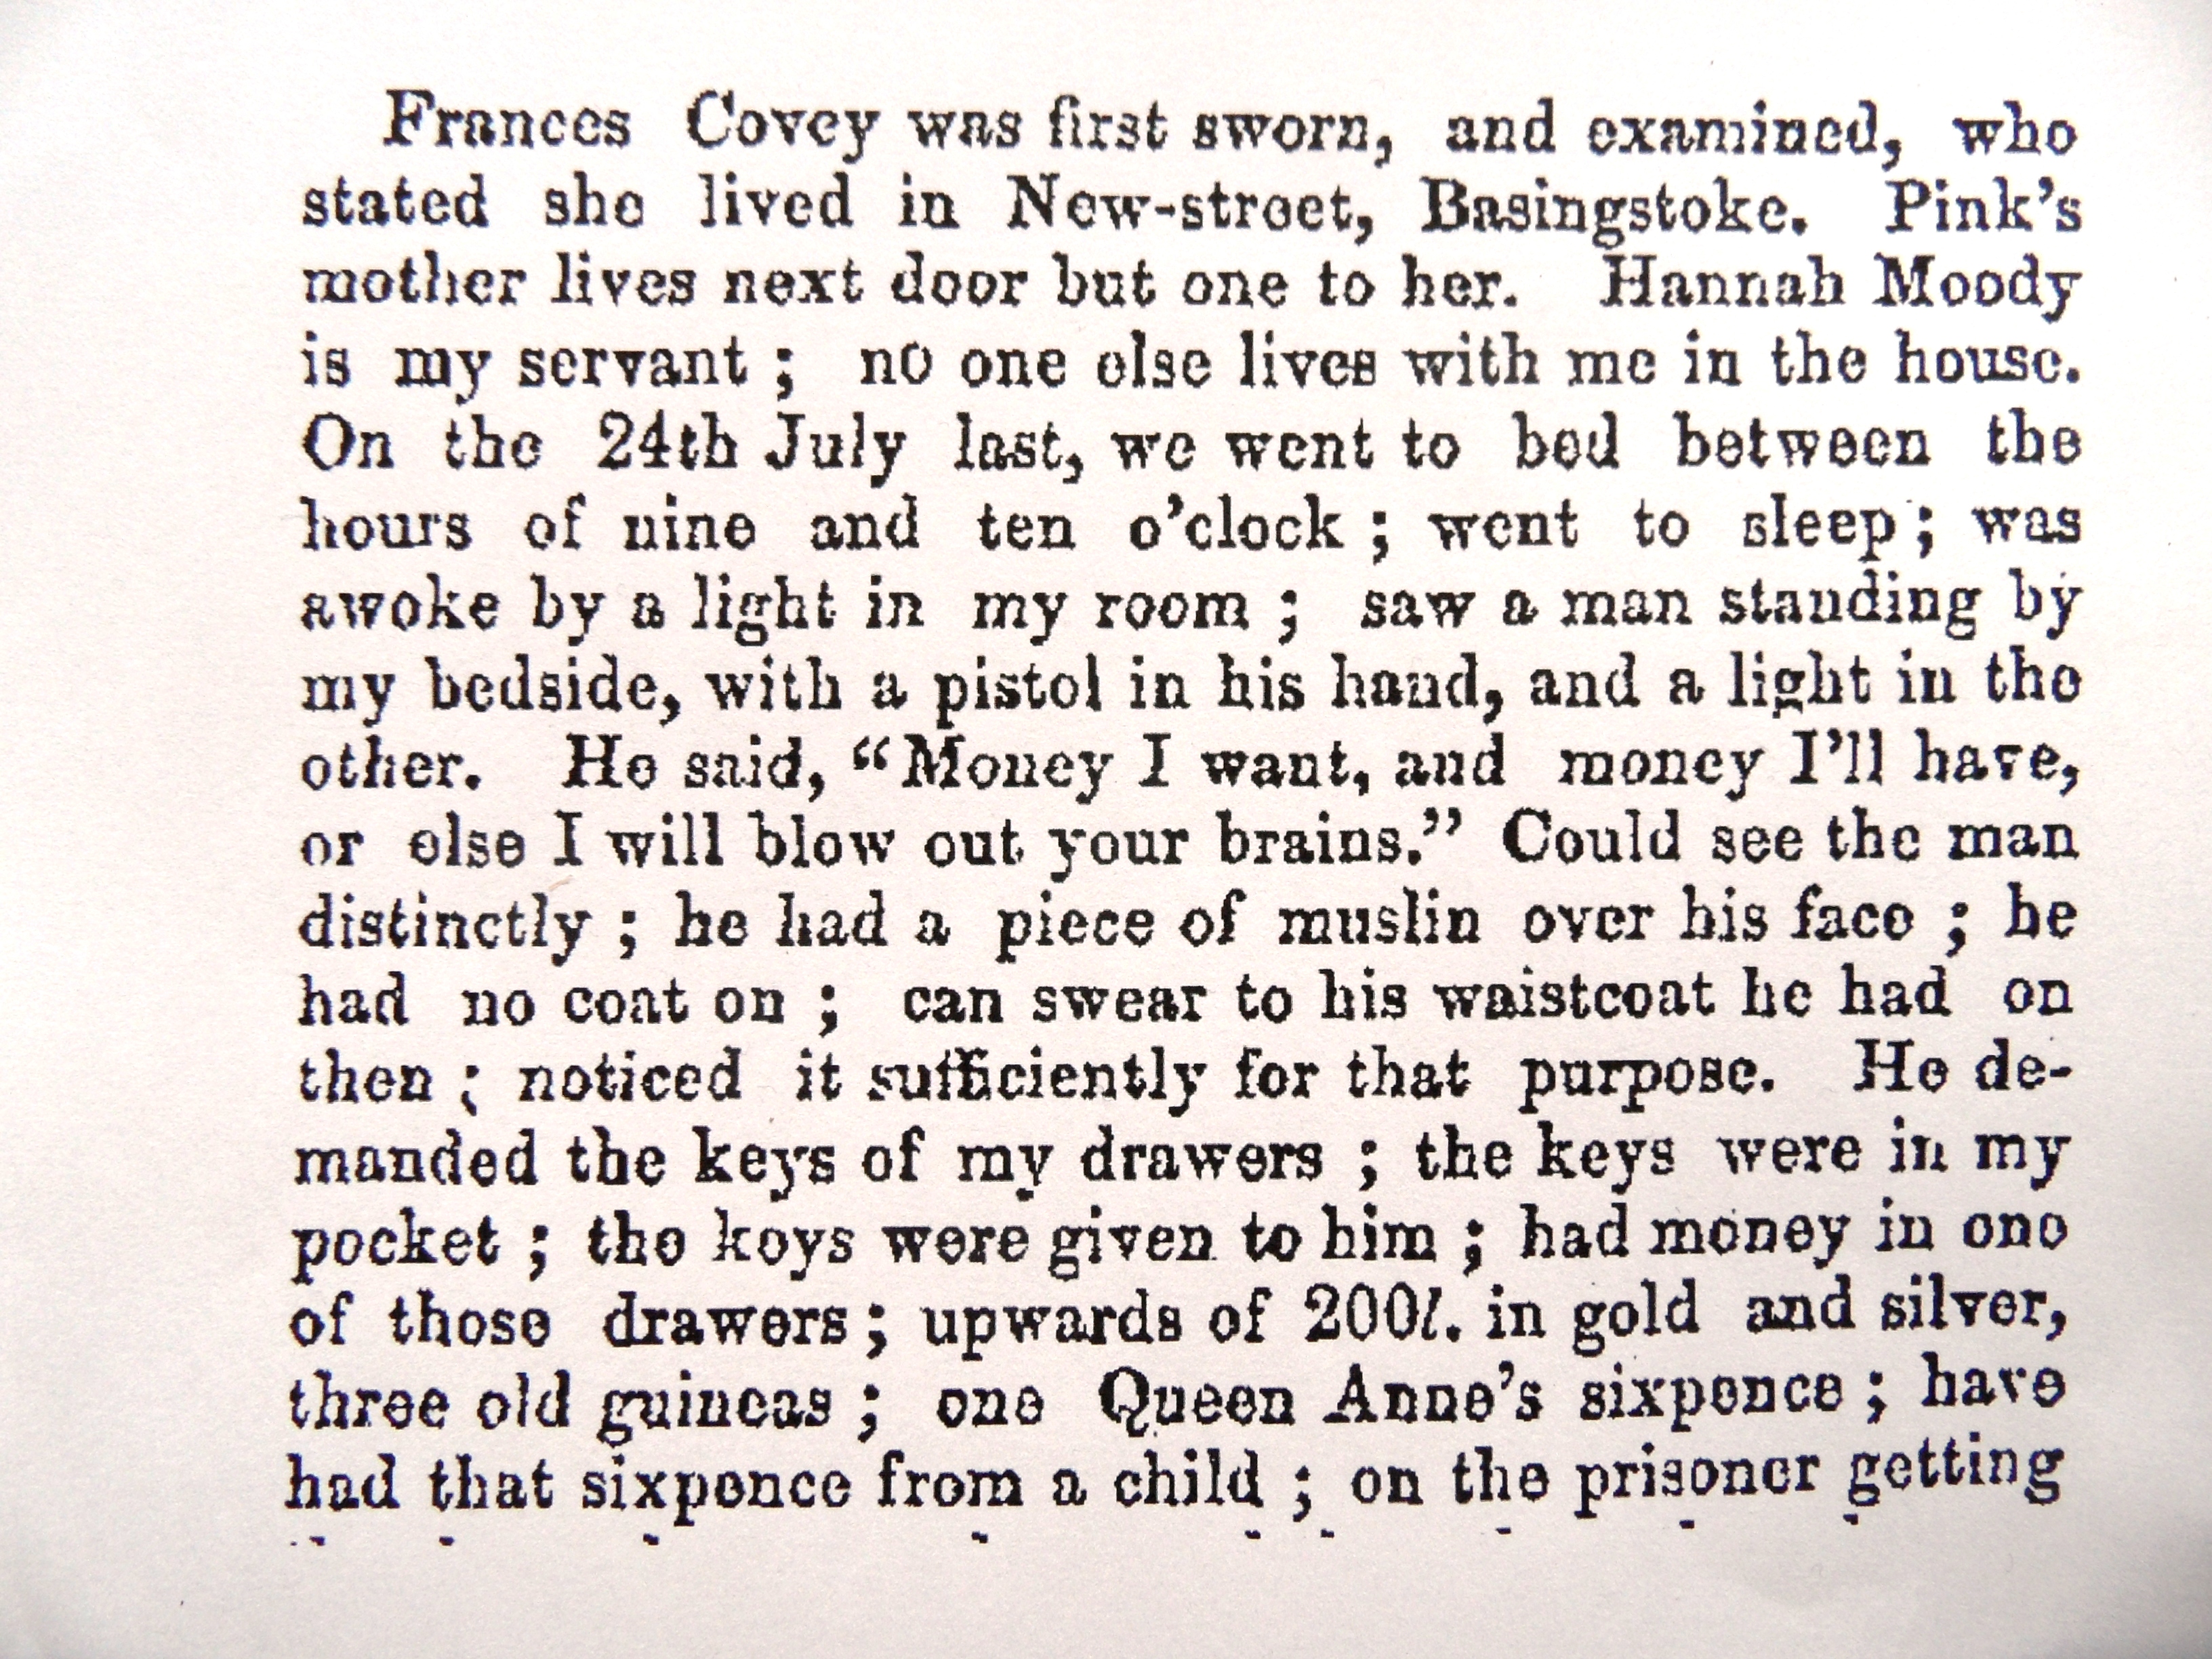 Frances Covey was first sworn, and examined, who
stated she lived in New-street, Basingstoke. Pink's
mother lives next door but one to her. Hannah Moody
is my servant ; no one else lives with me in the house.
On the 24th July last, we went to bed between the
hours of nine and ten o'clock ; went to sleep ; was
awoke by a light in my room ; saw a man standing by
my bedside, with a pistol in his hand, and a light in the
other. He said, “Money I want, and money I'll have,
or else I will blow out your brains.” Could see the man
distinctly ; he had a piece of muslin over his face ; he
had no coat on ; can swear to his waistcoat he had on
then ; noticed it sufficiently for that purpose. He de-
manded the keys of my drawers ; the keys were in my
pocket ; the keys were given to him ; had money in one
of those drawers ; upwards of 200l. in gold and silver,
three old guineas ; one Queen Anne's sixpence ; have
had that sixpence from a child ; on the prisoner getting